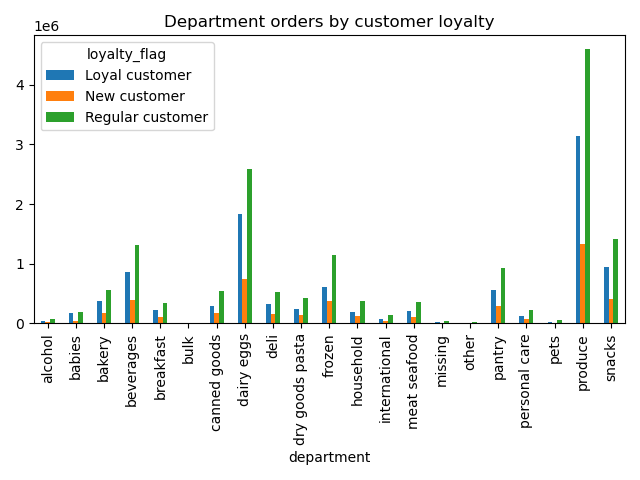 Department orders by customer loyalty
1e6
loyalty_flag
Loyal customer
New customer
Regular customer
4
3
2
1
0
alcohol
babies
bakery
beverages
breakfast
bulk
canned goods
dairy eggs
deli
dry goods pasta
frozen
household
international
meat seafood
missing
other
pantry
personal care
pets
produce
snacks
department